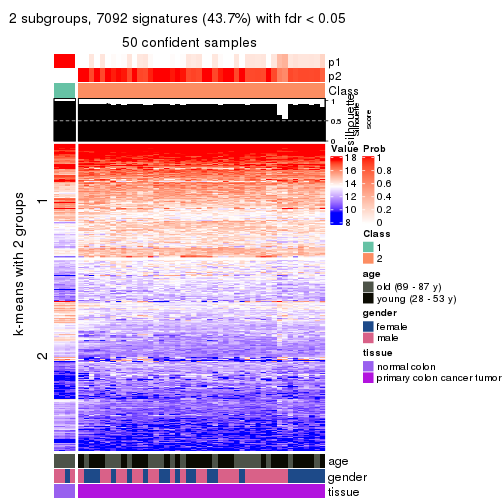 2 subgroups, 7092 signatures (43.7%) with fdr < 0.05
50 confident samples
p1
p2
Class
1
0.5
0
silhouette
Silhouette
score
k-means with 2 groups
1
2
Value
18
16
14
12
10
8
Prob
1
0.8
0.6
0.4
0.2
0
Class
1
2
age
old (69 - 87 y)
young (28 - 53 y)
gender
female
male
tissue
normal colon
primary colon cancer tumor
age
gender
tissue